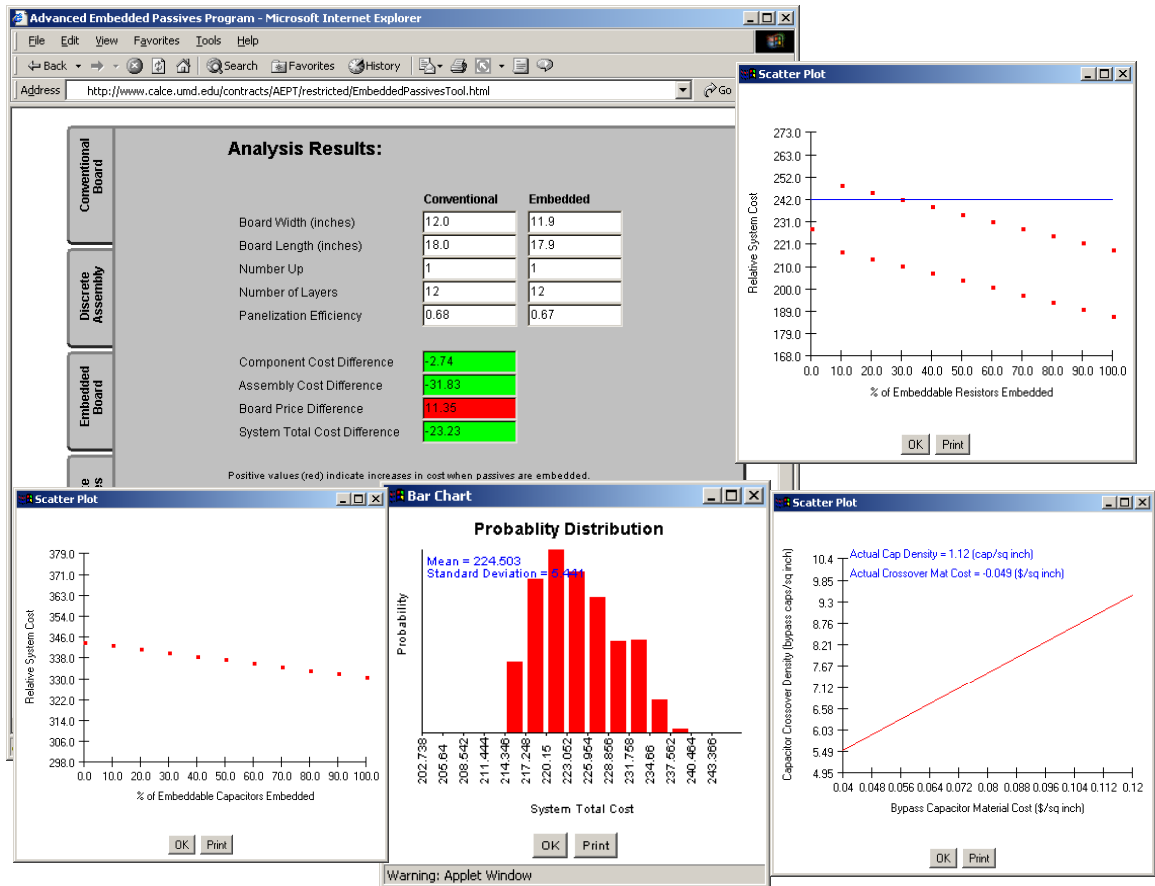 Advanced Embedded Passives Program - Microsoft Internet Explorer
File Edit View Favorites Tools Help
Back Search Favorites History
Address http://www.calce.umd.edu/contracts/AEPT/restricted/EmbeddedPassivesTool.html Go
Conventional Board
Discrete Assembly
Embedded Board
Analysis Results:
Conventional Embedded
Board Width (inches) 12.0 11.9
Board Length (inches) 18.0 17.9
Number Up 1 1
Number of Layers 12 12
Panelization Efficiency 0.68 0.67
Component Cost Difference -2.74
Assembly Cost Difference -31.83
Board Price Difference 11.35
System Total Cost Difference -23.23
Positive values (red) indicate increases in cost when passives are embedded.
Scatter Plot
273.0
263.0
252.0
242.0
231.0
221.0
210.0
200.0
189.0
179.0
168.0
Relative System Cost
0.0 10.0 20.0 30.0 40.0 50.0 60.0 70.0 80.0 90.0 100.0
% of Embeddable Resistors Embedded
OK Print
Scatter Plot
379.0
371.0
363.0
354.0
346.0
338.0
330.0
322.0
314.0
306.0
298.0
Relative System Cost
0.0 10.0 20.0 30.0 40.0 50.0 60.0 70.0 80.0 90.0 100.0
% of Embeddable Capacitors Embedded
OK Print
Bar Chart
Probablity Distribution
Mean = 224.503
Standard Deviation = 5.441
Probability
202.738 205.64 208.542 211.444 214.346 217.248 220.15 223.052 225.954 228.856 231.758 234.66 237.562 240.464 243.366
System Total Cost
OK Print
Warning: Applet Window
Scatter Plot
Actual Cap Density = 1.12 (cap/sq inch)
Actual Crossover Mat Cost = -0.049 ($/sq inch)
10.4
9.85
9.3
8.76
8.21
7.67
7.12
6.58
6.03
5.49
4.95
Capacitor Crossover Density (bypass caps/sq inch)
0.04 0.048 0.056 0.064 0.072 0.08 0.088 0.096 0.104 0.112 0.12
Bypass Capacitor Material Cost ($/sq inch)
OK Print